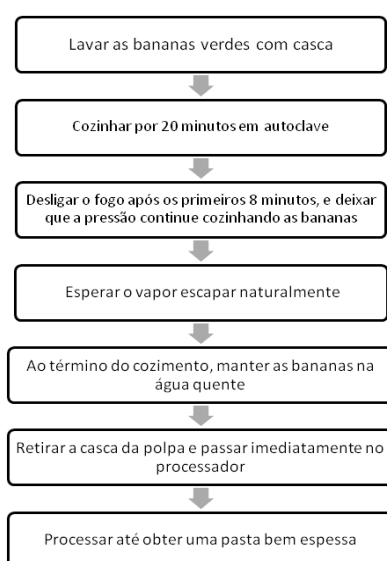 Lavar as bananas verdes com casca
Cozinhar por 20 minutos em autoclave
Desligar o fogo após os primeiros 8 minutos, e deixar
que a pressão continue cozinhando as bananas
Esperar o vapor escapar naturalmente
Ao término do cozimento, manter as bananas na
água quente
Retirar a casca da polpa e passar imediatamente no
processador
Processar até obter uma pasta bem espessa